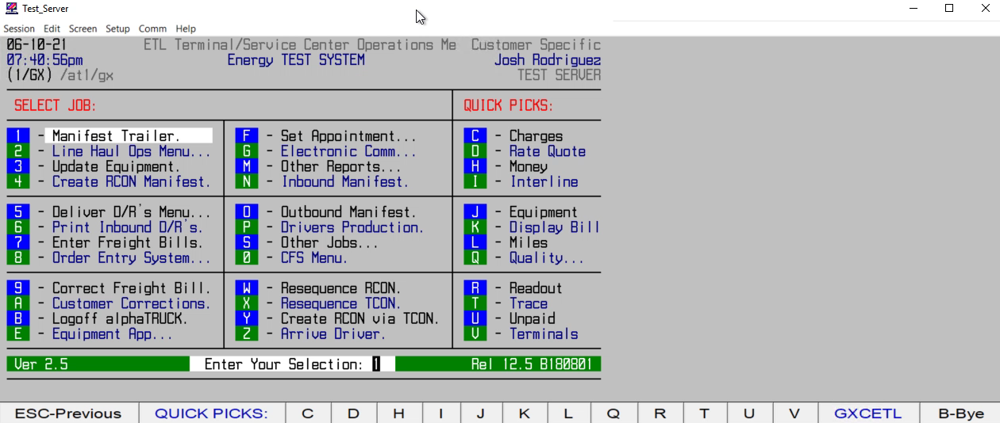 Test_Server
Session Edit Screen Setup Comm Help
06-10-21 ETL Terminal/Service Center Operations Me Customer Specific
07:40:56pm Energy TEST SYSTEM Josh Rodriguez
(1/GX) /atl/gx TEST SERVER
SELECT JOB: QUICK PICKS:
1 - Manifest Trailer. F - Set Appointment... C - Charges
2 - Line Haul Ops Menu... G - Electronic Comm... D - Rate Quote
3 - Update Equipment. M - Other Reports... H - Money
4 - Create RCON Manifest. N - Inbound Manifest. I - Interline
5 - Deliver O/R's Menu... O - Outbound Manifest. J - Equipment
6 - Print Inbound O/R's. P - Drivers Production. K - Display Bill
7 - Enter Freight Bills. S - Other Jobs... L - Miles
8 - Order Entry System... 0 - CFS Menu. Q - Quality...
9 - Correct Freight Bill. W - Resequence RCON. R - Readout
A - Customer Corrections. X - Resequence TCON. T - Trace
B - Logoff alphaTRUCK. Y - Create RCON via TCON. U - Unpaid
E - Equipment App... Z - Arrive Driver. V - Terminals
Ver 2.5 Enter Your Selection: 1 Rel 12.5 B180801
ESC-Previous QUICK PICKS: C D H I J K L Q R T U V GXCETL B-Bye